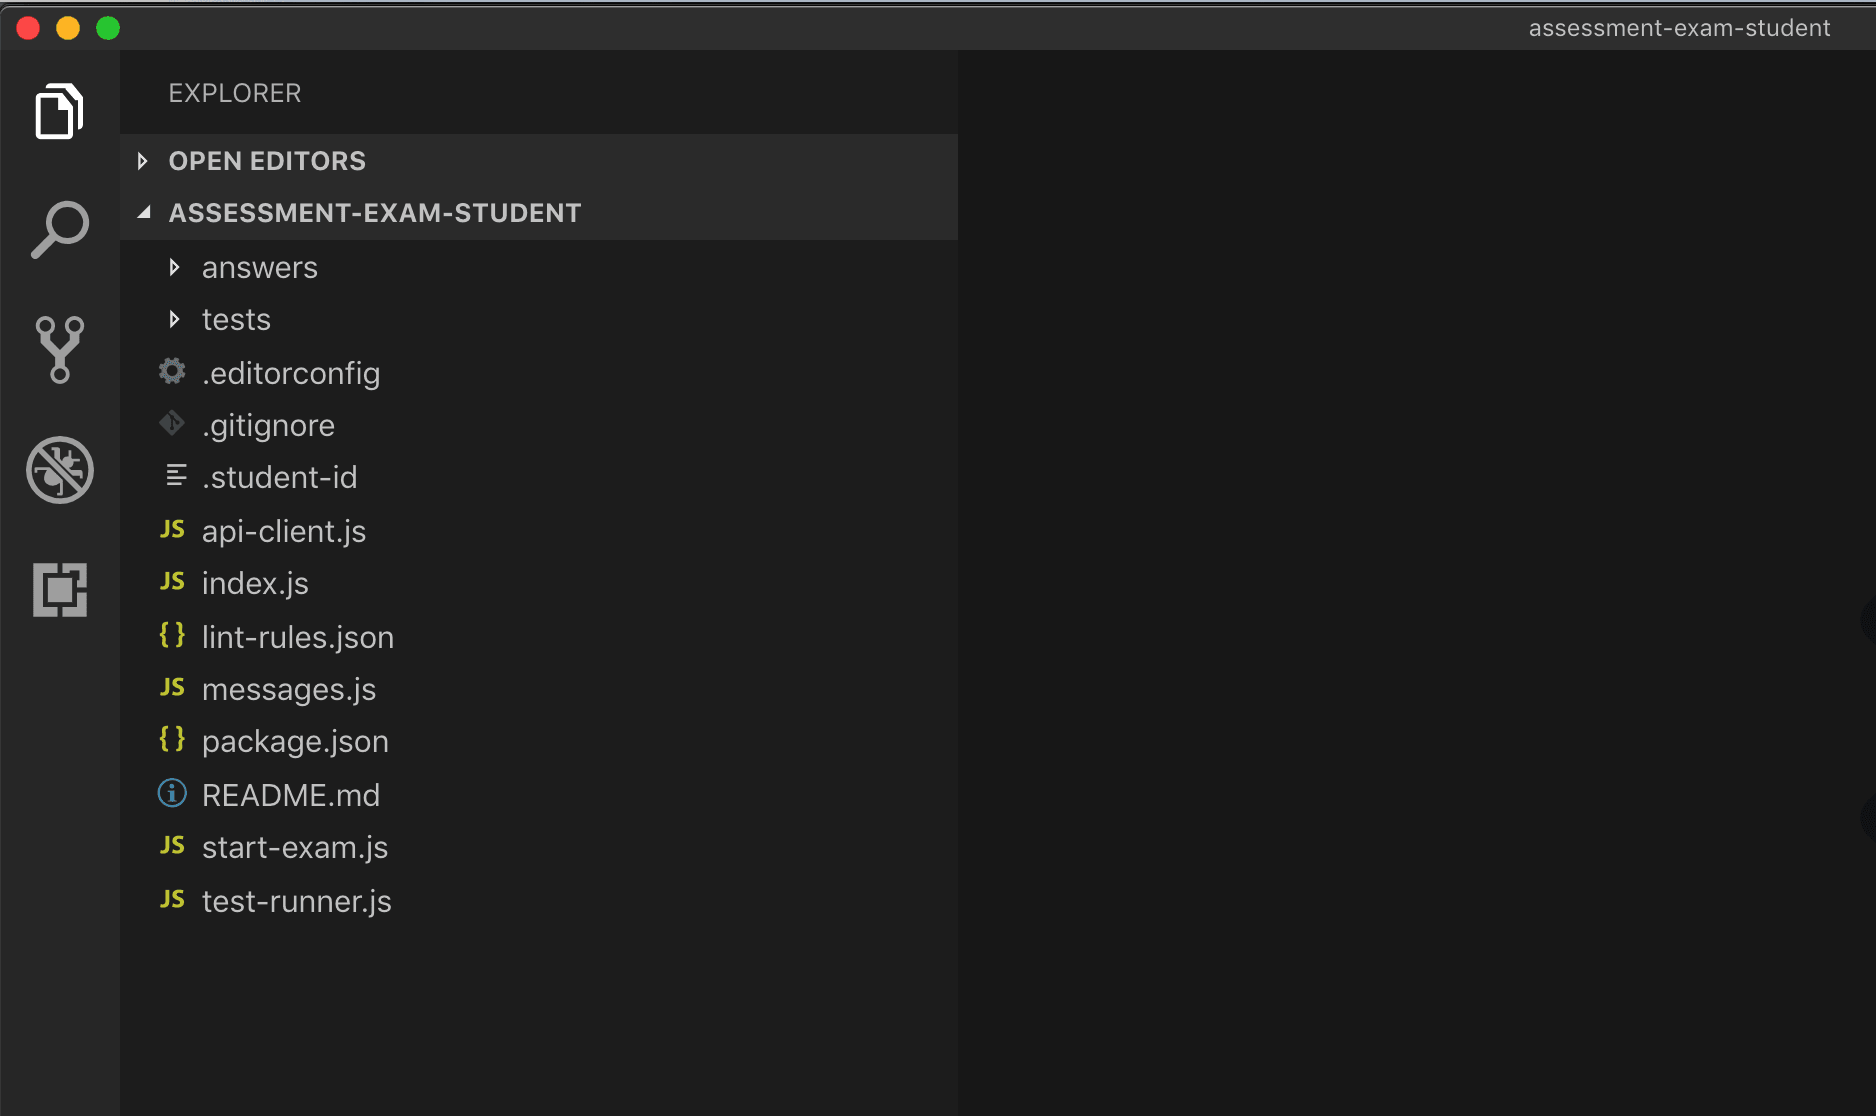 assessment-exam-student
EXPLORER
OPEN EDITORS
ASSESSMENT-EXAM-STUDENT
answers
tests
.editorconfig
.gitignore
.student-id
JS api-client.js
JS index.js
{} lint-rules.json
JS messages.js
{} package.json
README.md
JS start-exam.js
JS test-runner.js